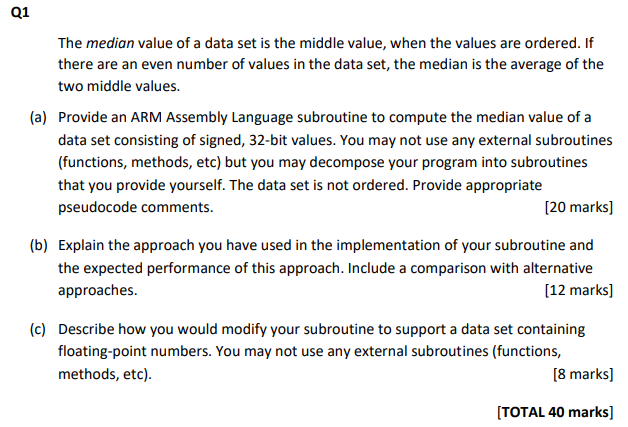 Q1
The median value of a data set is the middle value, when the values are ordered. If
there are an even number of values in the data set, the median is the average of the
two middle values.
(a) Provide an ARM Assembly Language subroutine to compute the median value of a
data set consisting of signed, 32-bit values. You may not use any external subroutines
(functions, methods, etc) but you may decompose your program into subroutines
that you provide yourself. The data set is not ordered. Provide appropriate
pseudocode comments. [20 marks]
(b) Explain the approach you have used in the implementation of your subroutine and
the expected performance of this approach. Include a comparison with alternative
approaches. [12 marks]
(c) Describe how you would modify your subroutine to support a data set containing
floating-point numbers. You may not use any external subroutines (functions,
methods, etc). [8 marks]
[TOTAL 40 marks]